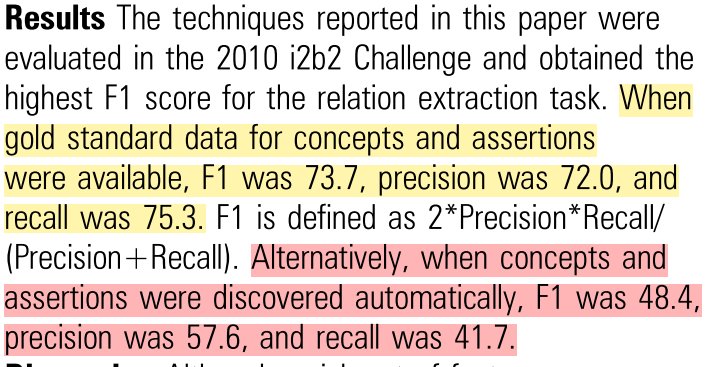 Results The techniques reported in this paper were
evaluated in the 2010 i2b2 Challenge and obtained the
highest F1 score for the relation extraction task. When
gold standard data for concepts and assertions
were available, F1 was 73.7, precision was 72.0, and
recall was 75.3. F1 is defined as 2*Precision*Recall/
(Precision+Recall). Alternatively, when concepts and
assertions were discovered automatically, F1 was 48.4,
precision was 57.6, and recall was 41.7.